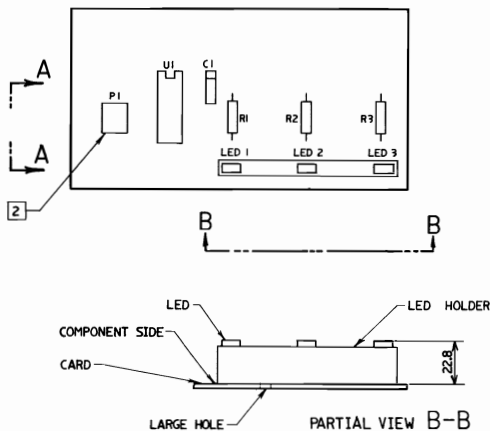 A
P1
U1
C1
R1
R2
R3
A
LED 1
LED 2
LED 3
2
B
B
LED
LED HOLDER
COMPONENT SIDE
CARD
22.8
LARGE HOLE
PARTIAL VIEW B-B